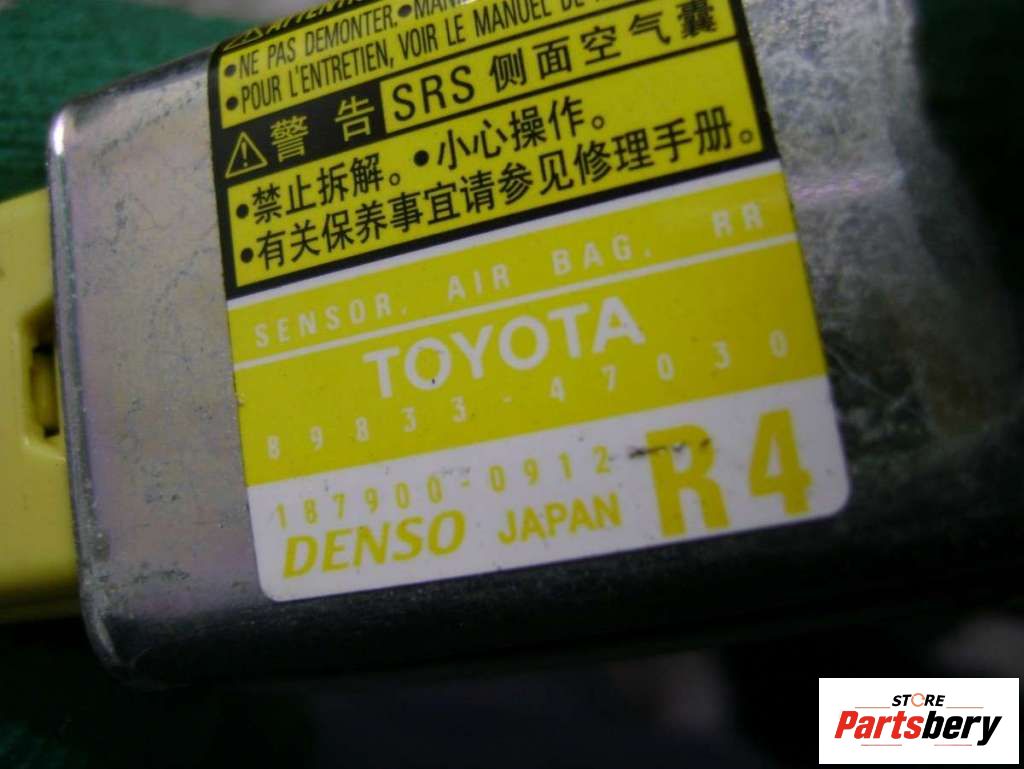 ATTENTION
•NE PAS DEMONTER. •MAN
•POUR L'ENTRETIEN, VOIR LE MANUEL DE
警告 SRS 侧面空气囊
•禁止拆解。 •小心操作。
•有关保养事宜请参见修理手册。
SENSOR, AIR BAG, RR
TOYOTA
89833-47030
187900-0912
DENSO JAPAN R4
STORE
Partsbery